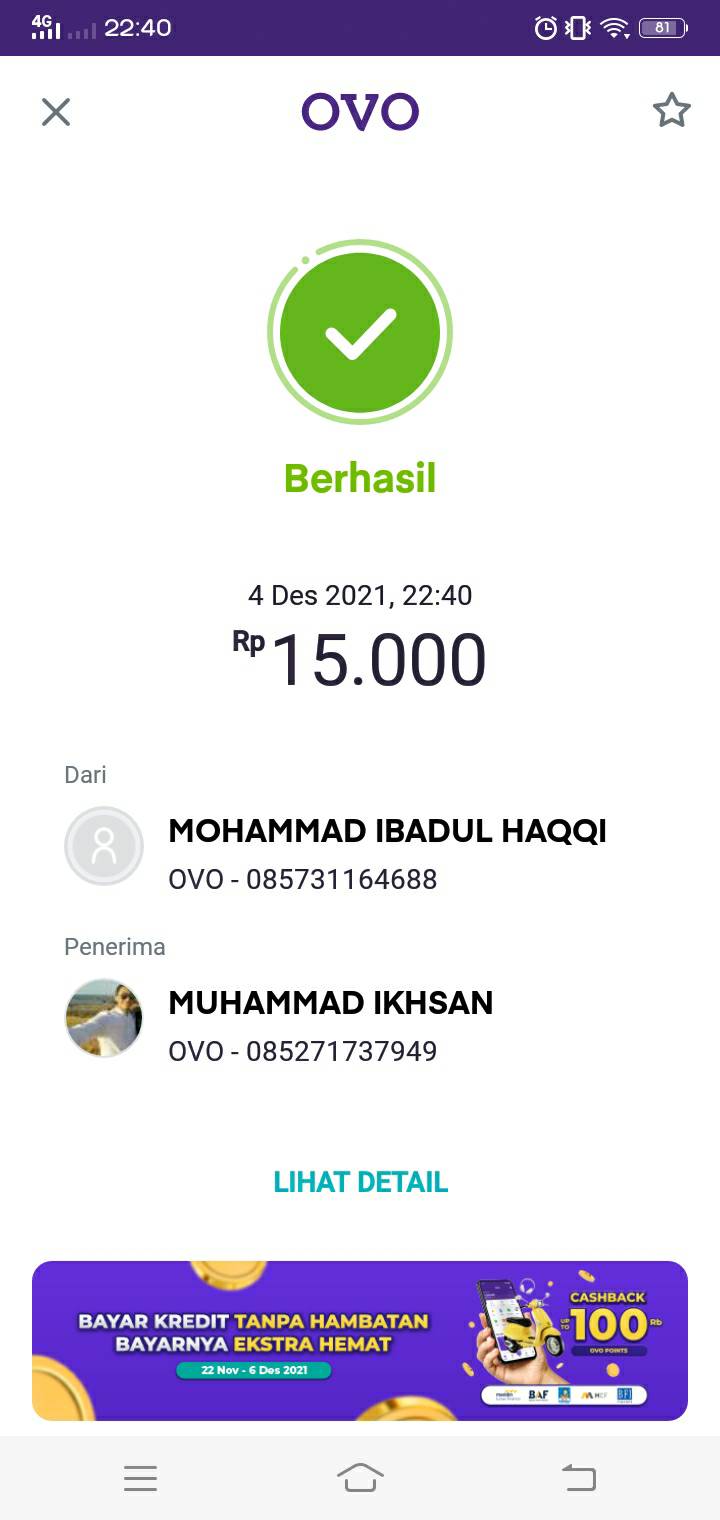 4G 22:40 81
OVO
Berhasil
4 Des 2021, 22:40
Rp15.000
Dari
MOHAMMAD IBADUL HAQQI
OVO - 085731164688
Penerima
MUHAMMAD IKHSAN
OVO - 085271737949
LIHAT DETAIL
BAYAR KREDIT TANPA HAMBATAN
BAYARNYA EKSTRA HEMAT
22 Nov - 6 Des 2021
CASHBACK
UP TO 100 Rb
OVO POINTS
BAF MCF BFI